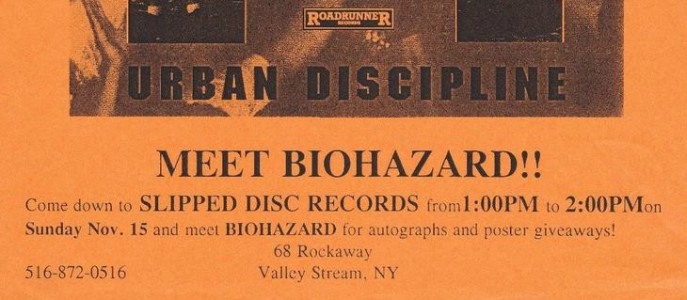 ROADRUNNER
RECORDS
URBAN DISCIPLINE
MEET BIOHAZARD!!
Come down to SLIPPED DISC RECORDS from1:00PM to 2:00PMon
Sunday Nov. 15 and meet BIOHAZARD for autographs and poster giveaways!
68 Rockaway
516-872-0516 Valley Stream, NY